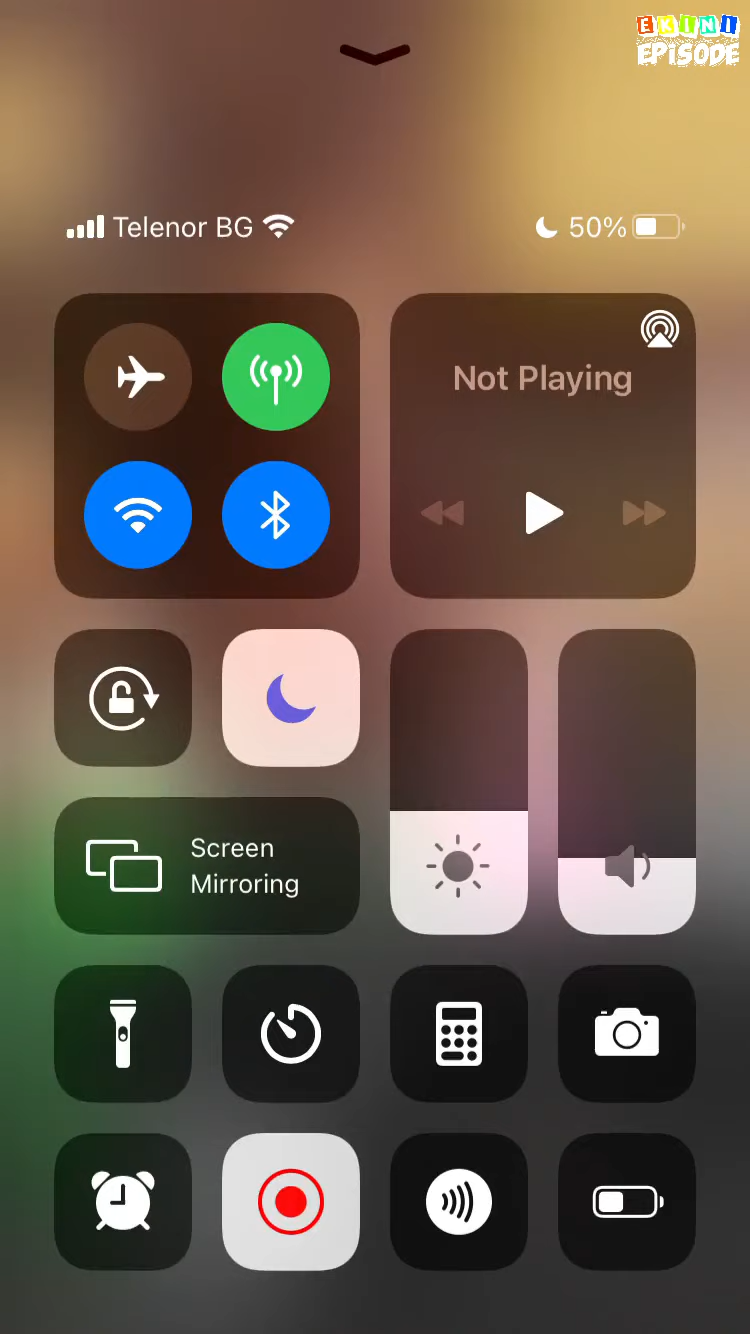 EKINI
EPISODE
Telenor BG
50%
Not Playing
Screen
Mirroring